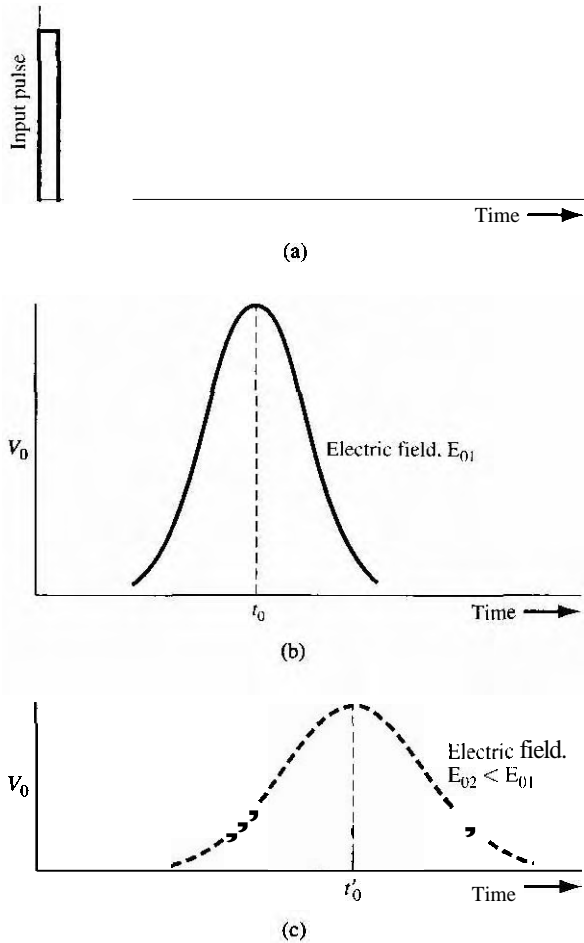 Input pulse
Time
(a)
V₀
Electric field. E₀₁
t₀
Time
(b)
V₀
Electric field.
E₀₂ < E₀₁
t′₀
Time
(c)